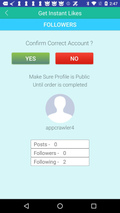 2:47
Get Instant Likes
FOLLOWERS
Confirm Correct Account ?
YES
NO
Make Sure Profile is Public
Until order is completed
appcrawler4
Posts - 0
Followers - 0
Following - 2